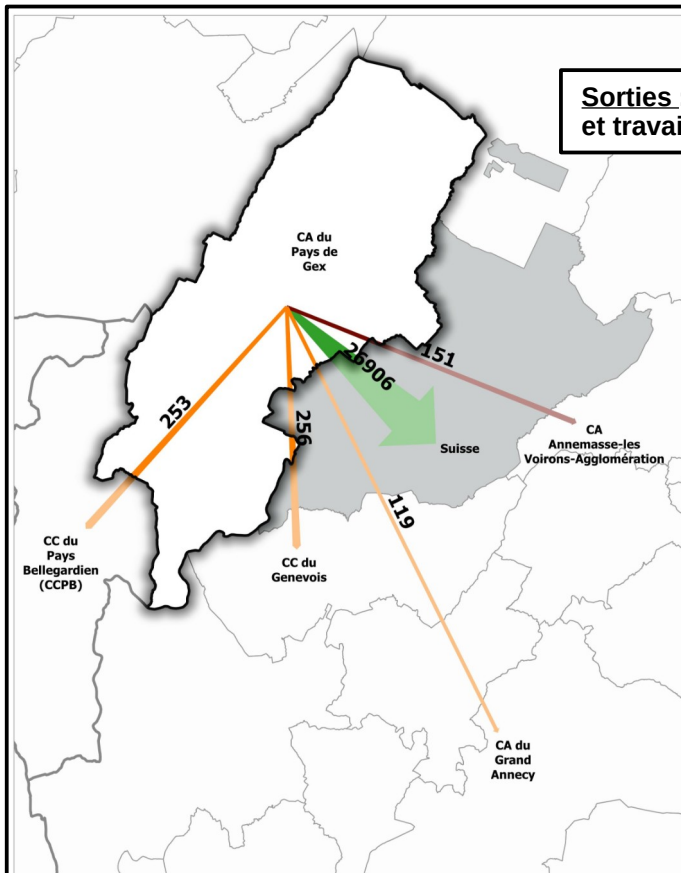 Sorties :
et travai
CA du
Pays de
Gex
26906
151
253
256
CA
Annemasse-les
Voirons-Agglomération
Suisse
119
CC du
Pays
Bellegardien
(CCPB)
CC du
Genevois
CA du
Grand
Annecy